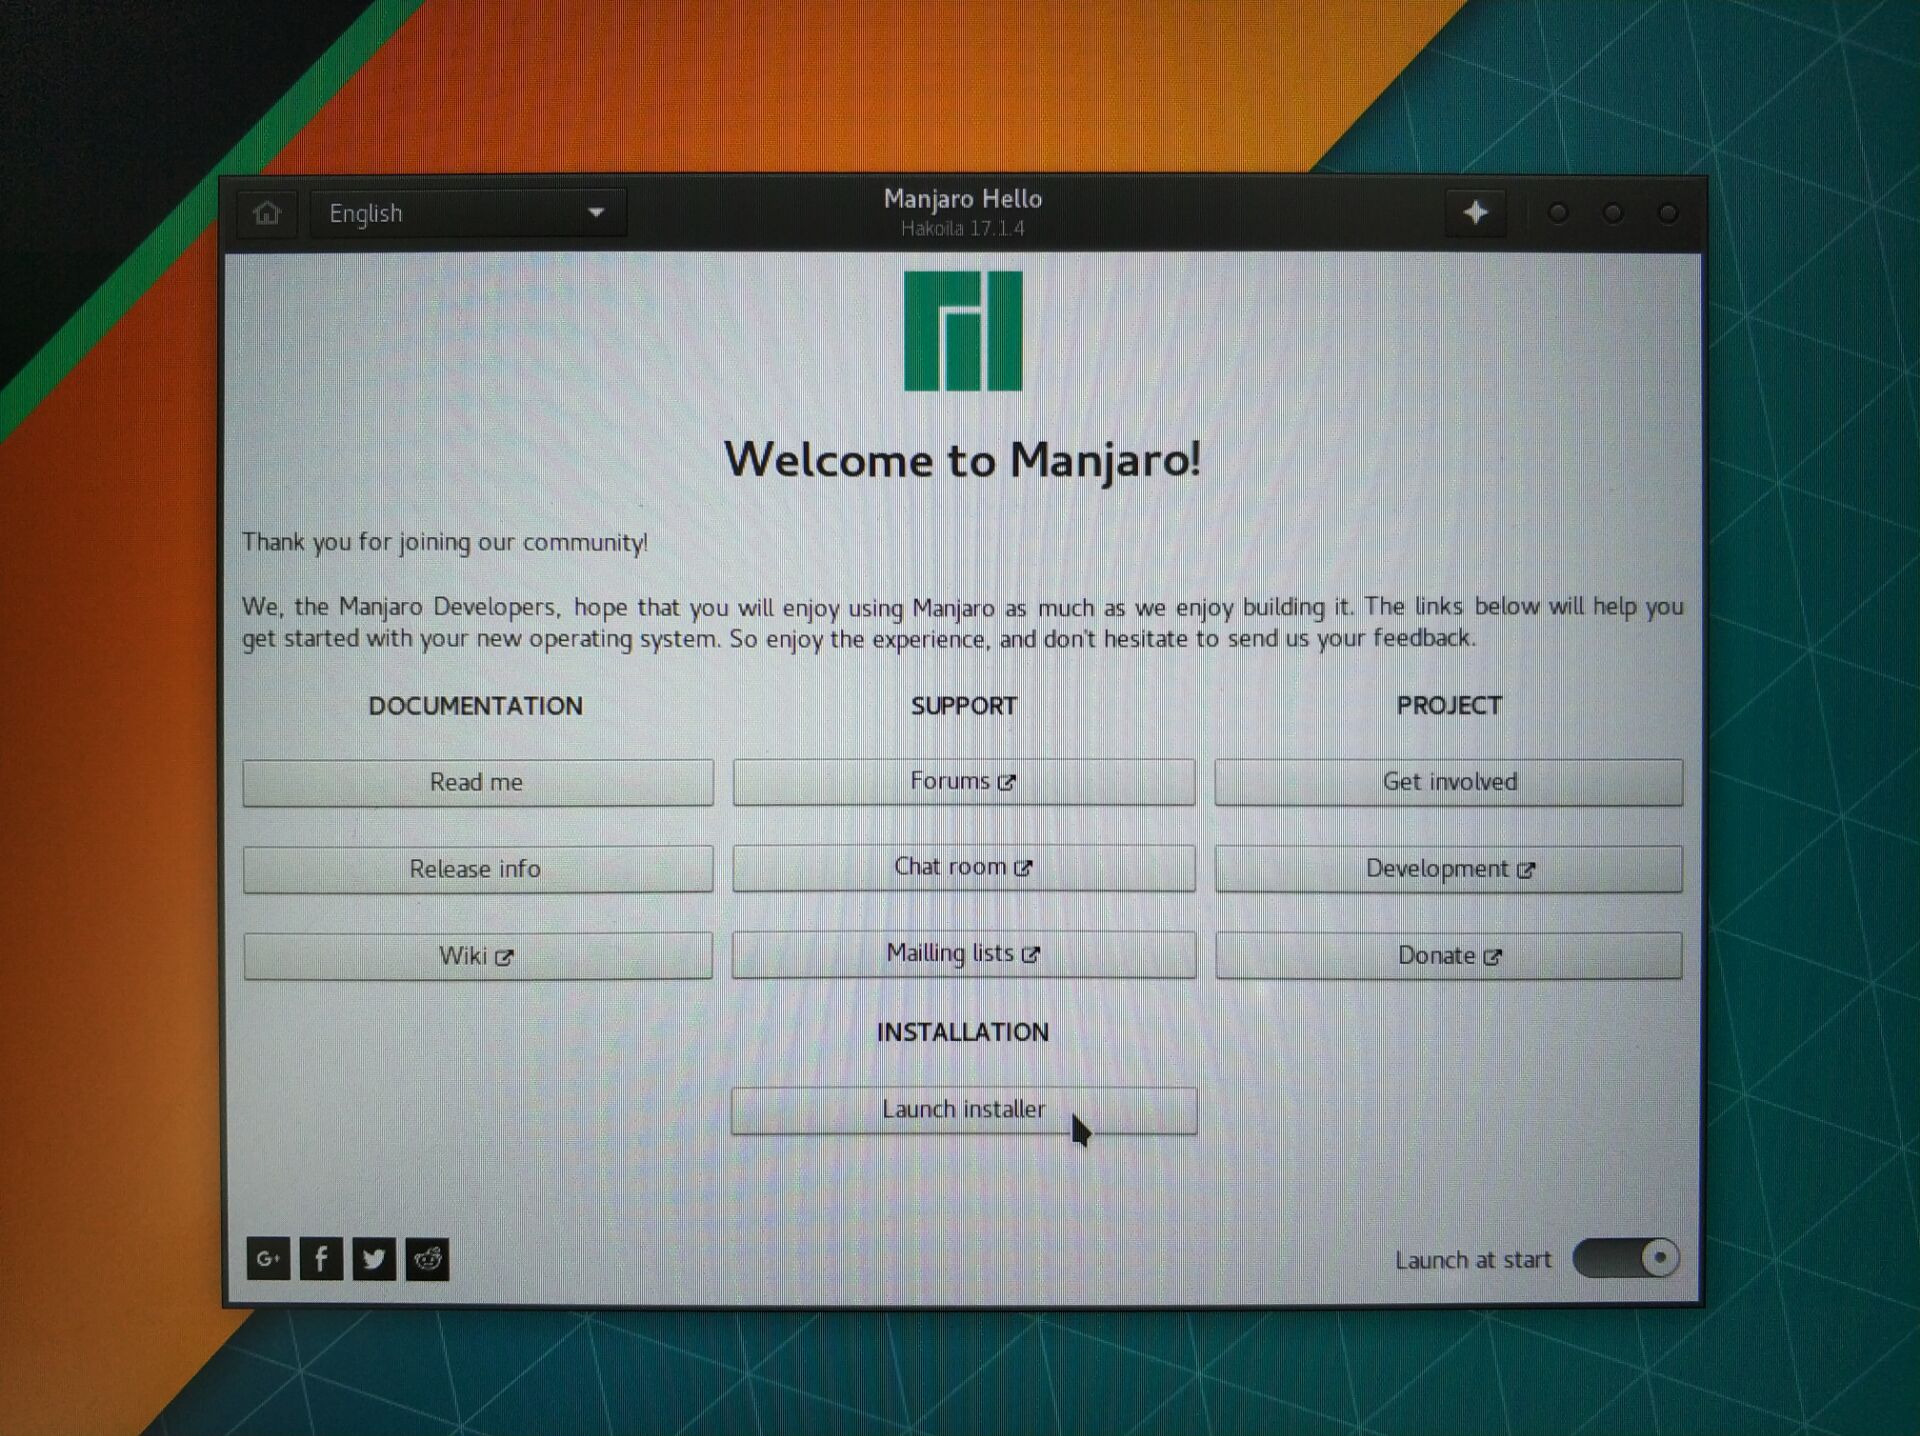 English
Manjaro Hello
Hakoila 17.1.4
Welcome to Manjaro!
Thank you for joining our community!
We, the Manjaro Developers, hope that you will enjoy using Manjaro as much as we enjoy building it. The links below will help you
get started with your new operating system. So enjoy the experience, and don't hesitate to send us your feedback.
DOCUMENTATION
SUPPORT
PROJECT
Read me
Forums
Get involved
Release info
Chat room
Development
Wiki
Mailling lists
Donate
INSTALLATION
Launch installer
G+
f
Launch at start